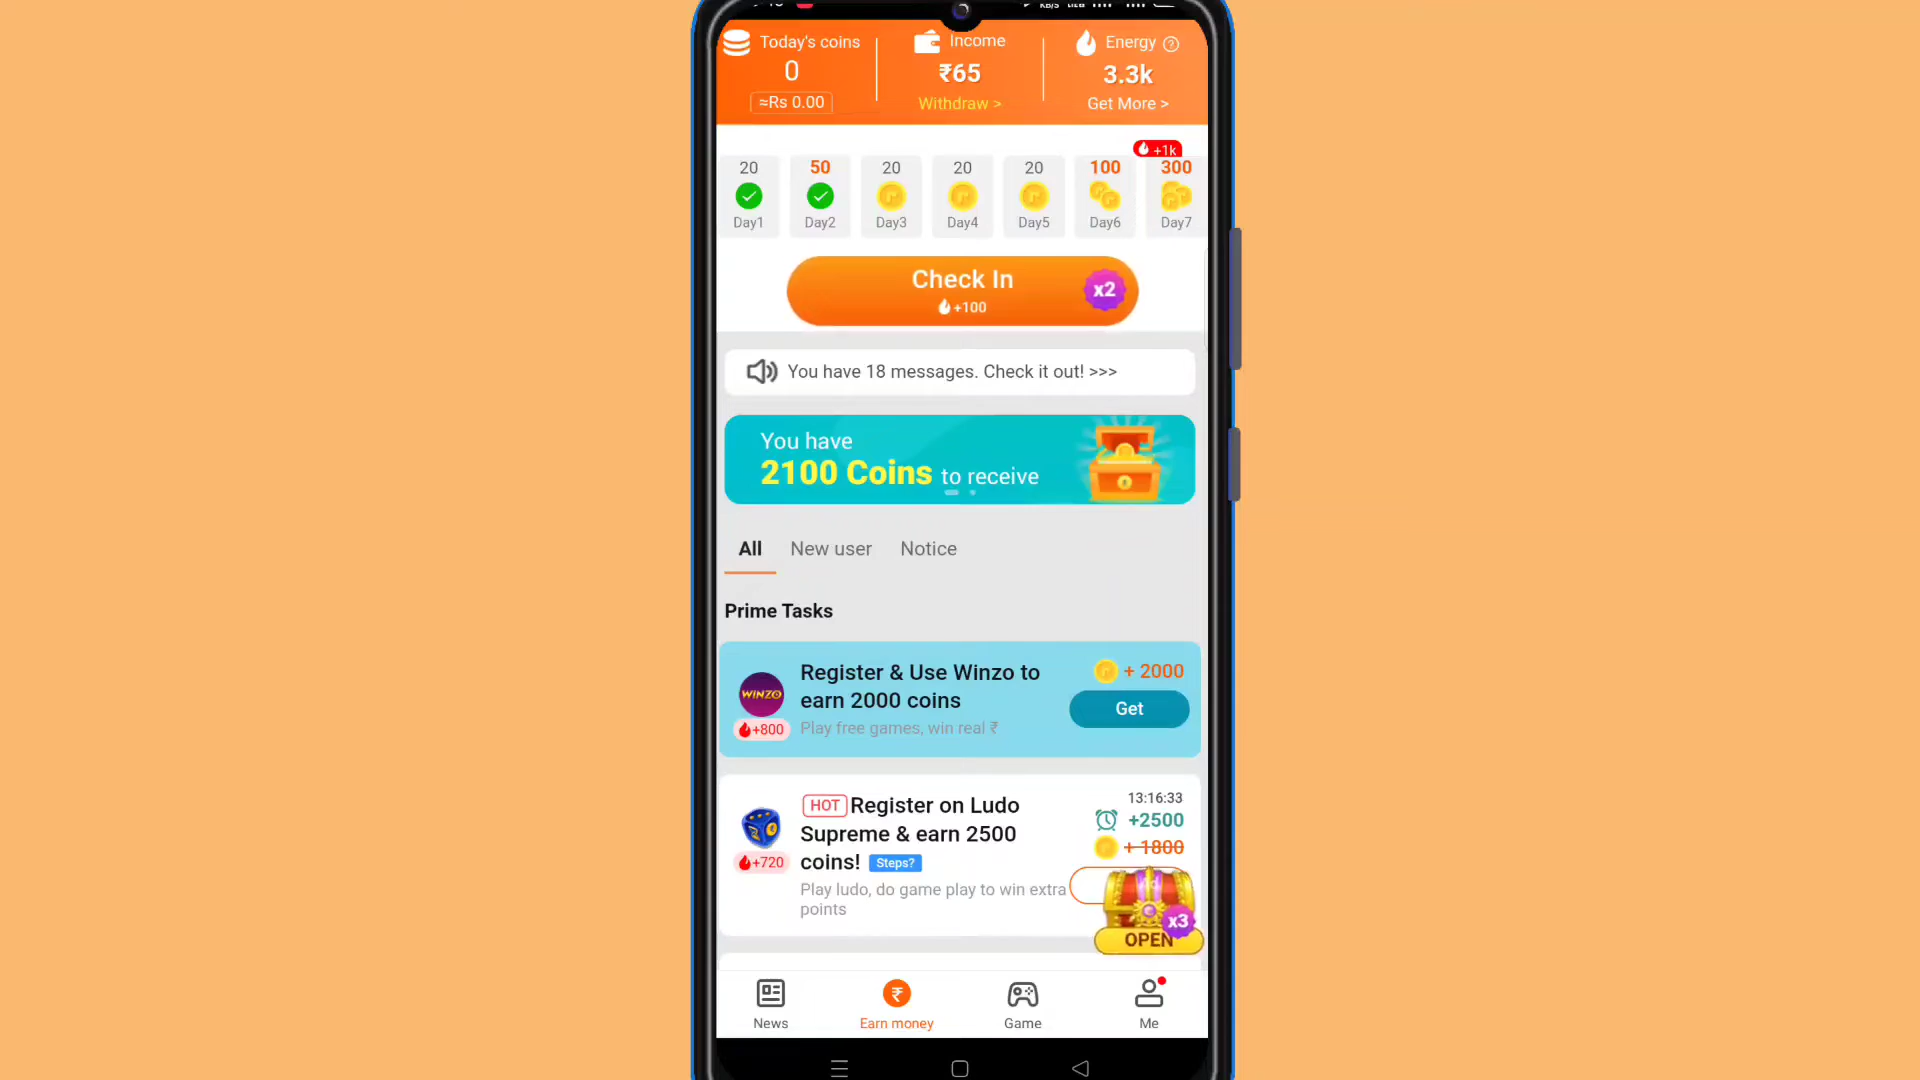 Today's coins
0
≈Rs 0.00
Income
₹65
Withdraw >
Energy ?
3.3k
Get More >
+1k
20
50
20
20
20
100
300
Day1
Day2
Day3
Day4
Day5
Day6
Day7
Check In
+100
x2
You have 18 messages. Check it out! >>>
You have
2100 Coins to receive
All
New user
Notice
Prime Tasks
WINZO
+800
Register & Use Winzo to
earn 2000 coins
Play free games, win real ₹
+ 2000
Get
+720
HOT Register on Ludo
Supreme & earn 2500
coins! Steps?
Play ludo, do game play to win extra
points
13:16:33
+2500
+ 1800
x3
OPEN
News
Earn money
Game
Me